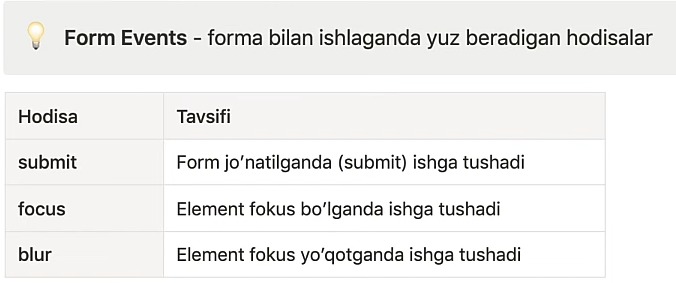 Form Events - forma bilan ishlaganda yuz beradigan hodisalar
Hodisa Tavsifi
submit Form jo’natilganda (submit) ishga tushadi
focus Element fokus bo’lganda ishga tushadi
blur Element fokus yo’qotganda ishga tushadi